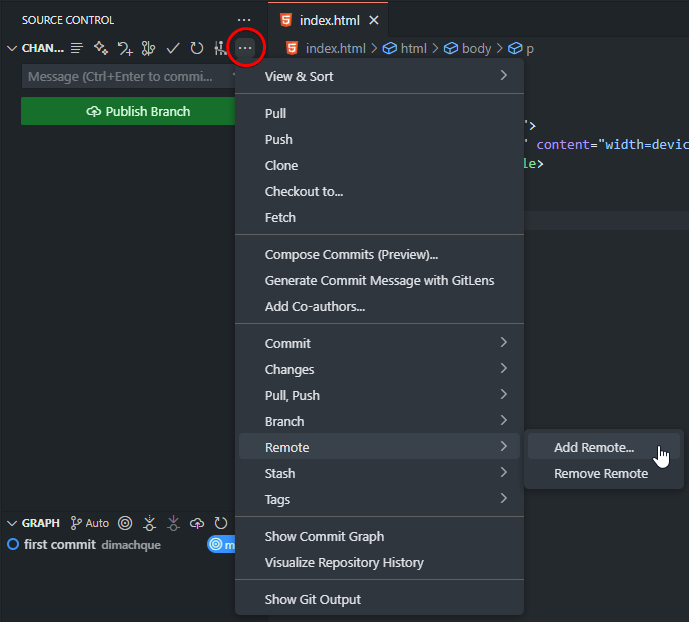 SOURCE CONTROL
index.html
CHAN...
index.html > html > body > p
Message (Ctrl+Enter to commi...
Publish Branch
View & Sort
Pull
Push
Clone
Checkout to...
Fetch
Compose Commits (Preview)...
Generate Commit Message with GitLens
Add Co-authors...
Commit
Changes
Pull, Push
Branch
Remote
Stash
Tags
Show Commit Graph
Visualize Repository History
Show Git Output
Add Remote...
Remove Remote
">
" content="width=devic
le>
GRAPH Auto
first commit dimachque
m